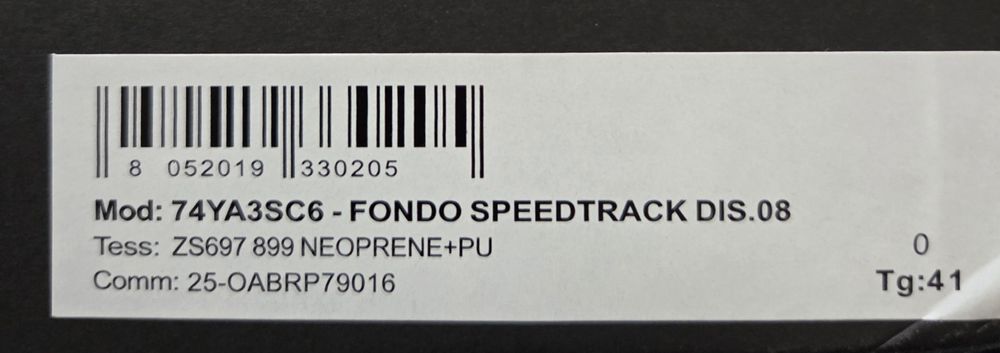 8 052019 330205
Mod: 74YA3SC6 - FONDO SPEEDTRACK DIS.08
Tess: ZS697 899 NEOPRENE+PU
0
Comm: 25-OABRP79016
Tg:41